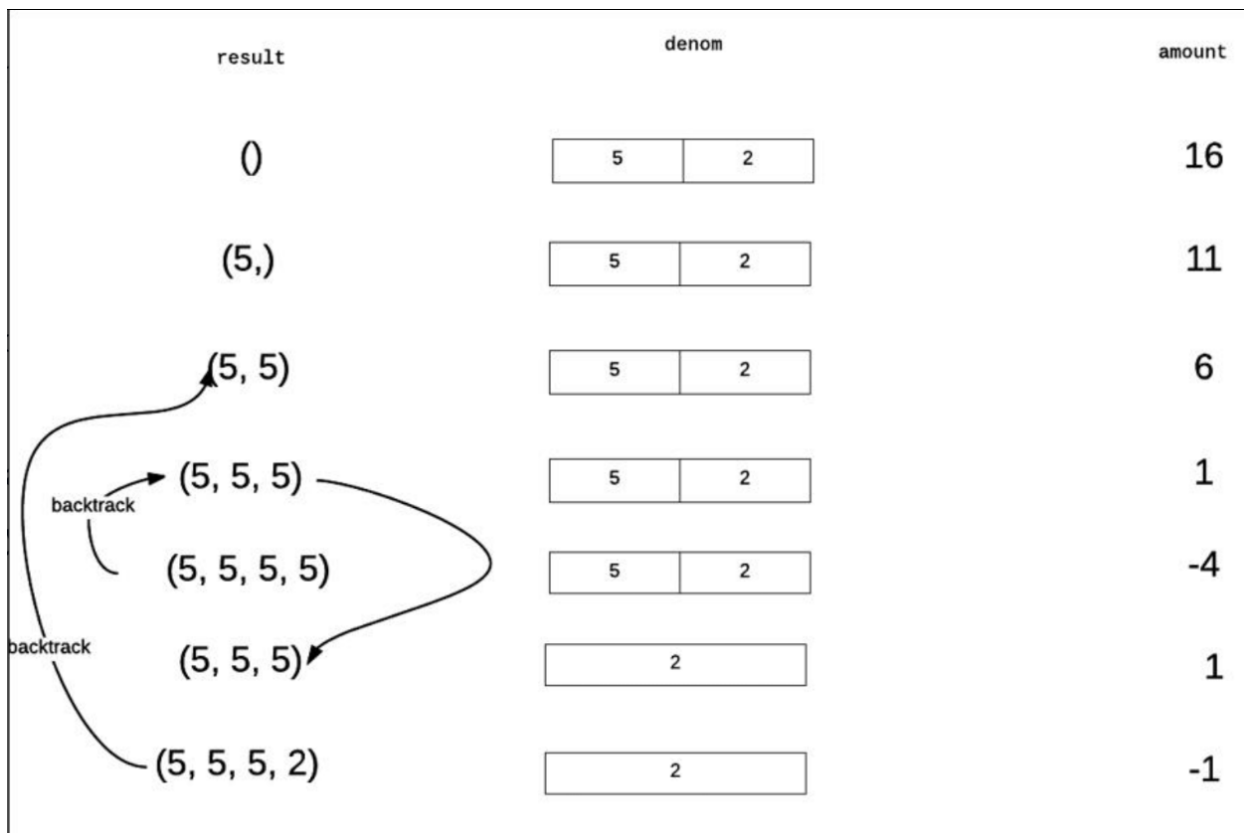 result denom amount
() 5 2 16
(5,) 5 2 11
(5, 5) 5 2 6
(5, 5, 5) 5 2 1
backtrack
(5, 5, 5, 5) 5 2 -4
backtrack
(5, 5, 5) 2 1
(5, 5, 5, 2) 2 -1